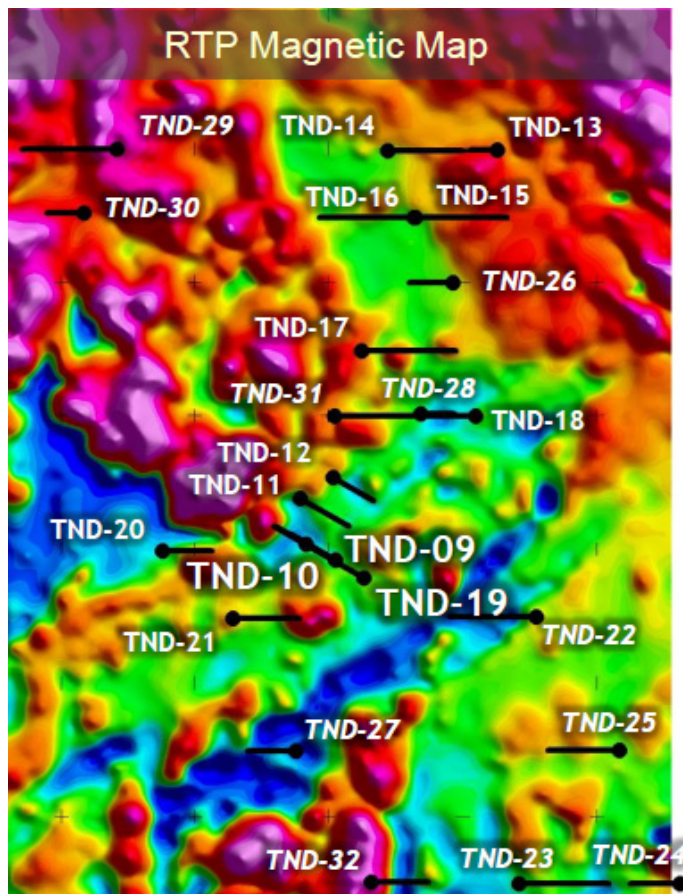 RTP Magnetic Map
TND-29
TND-14
TND-13
TND-30
TND-16
TND-15
TND-26
TND-17
TND-31
TND-28
TND-18
TND-12
TND-11
TND-20
TND-09
TND-10
TND-19
TND-21
TND-22
TND-27
TND-25
TND-32
TND-23
TND-24